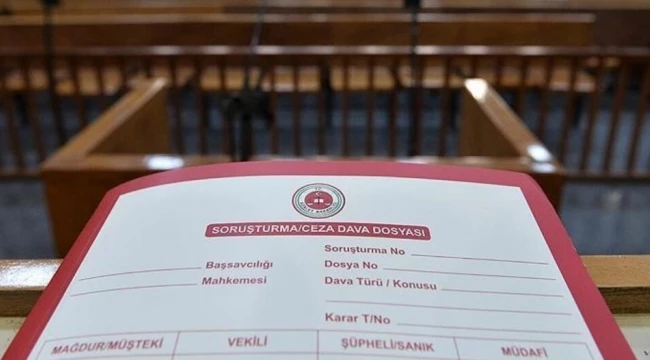 SORUŞTURMA/CEZA DAVA DOSYASI
Soruşturma No
Başsavcılığı Dosya No
Mahkemesi Dava Türü / Konusu
Karar T/No
MAĞDUR/MÜŞTEKİ VEKİLİ ŞÜPHELİ/SANIK MÜDAFİ